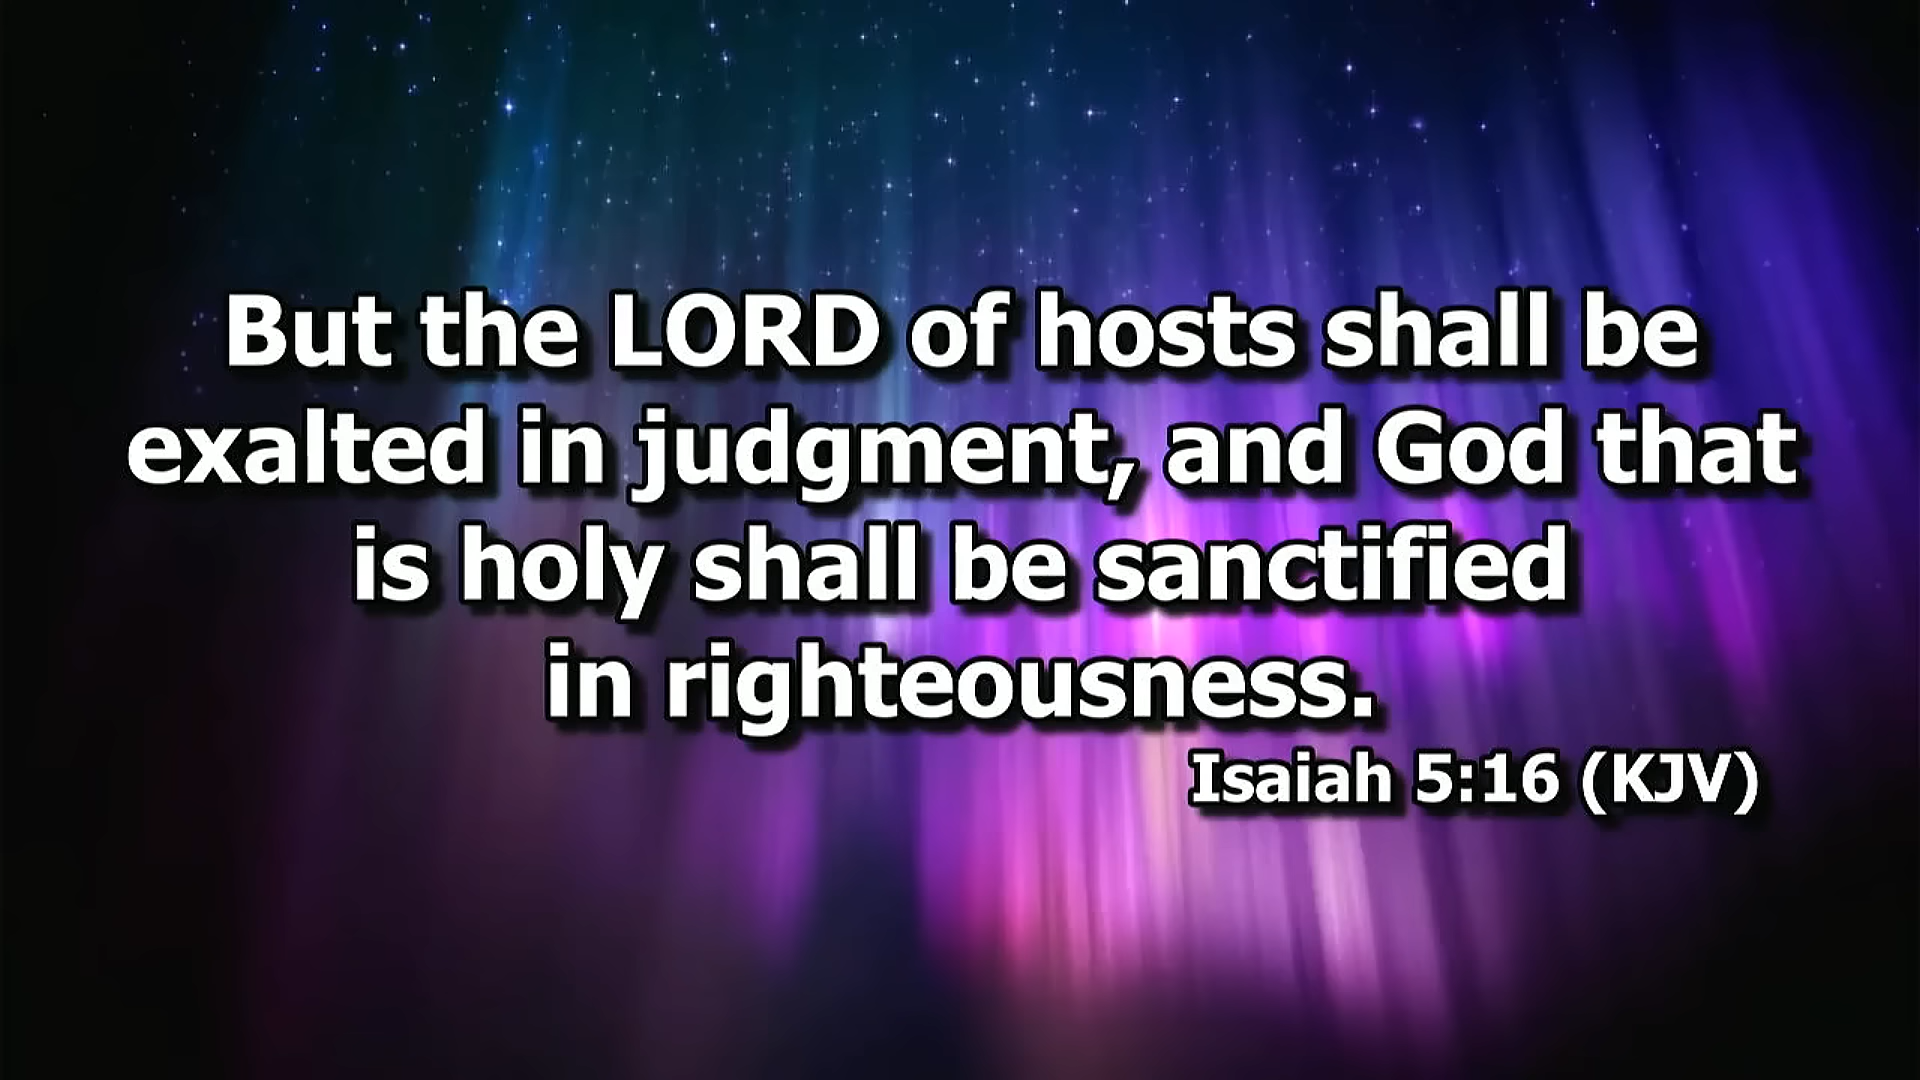 But the LORD of hosts shall be
exalted in judgment, and God that
is holy shall be sanctified
in righteousness.
Isaiah 5:16 (KJV)